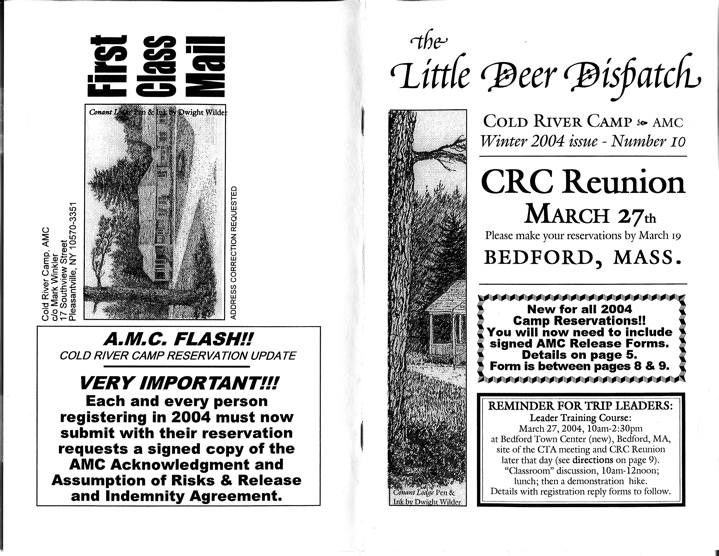 First
Class
Mail
Conant Lodge Pen & Ink by Dwight Wilder
Cold River Camp, AMC
c/o Mark Winkler
17 Southview Street
Pleasantville, NY 10570-3351
ADDRESS CORRECTION REQUESTED
A.M.C. FLASH!!
COLD RIVER CAMP RESERVATION UPDATE
VERY IMPORTANT!!!
Each and every person
registering in 2004 must now
submit with their reservation
requests a signed copy of the
AMC Acknowledgment and
Assumption of Risks & Release
and Indemnity Agreement.
the
Little Deer Dispatch
COLD RIVER CAMP AMC
Winter 2004 issue - Number 10
CRC Reunion
MARCH 27th
Please make your reservations by March 19
BEDFORD, MASS.
New for all 2004
Camp Reservations!!
You will now need to include
signed AMC Release Forms.
Details on page 5.
Form is between pages 8 & 9.
REMINDER FOR TRIP LEADERS:
Leader Training Course:
March 27, 2004, 10am-2:30pm
at Bedford Town Center (new), Bedford, MA,
site of the CTA meeting and CRC Reunion
later that day (see directions on page 9).
"Classroom" discussion, 10am-12noon;
lunch; then a demonstration hike.
Details with registration reply forms to follow.
Conant Lodge Pen &
Ink by Dwight Wilder